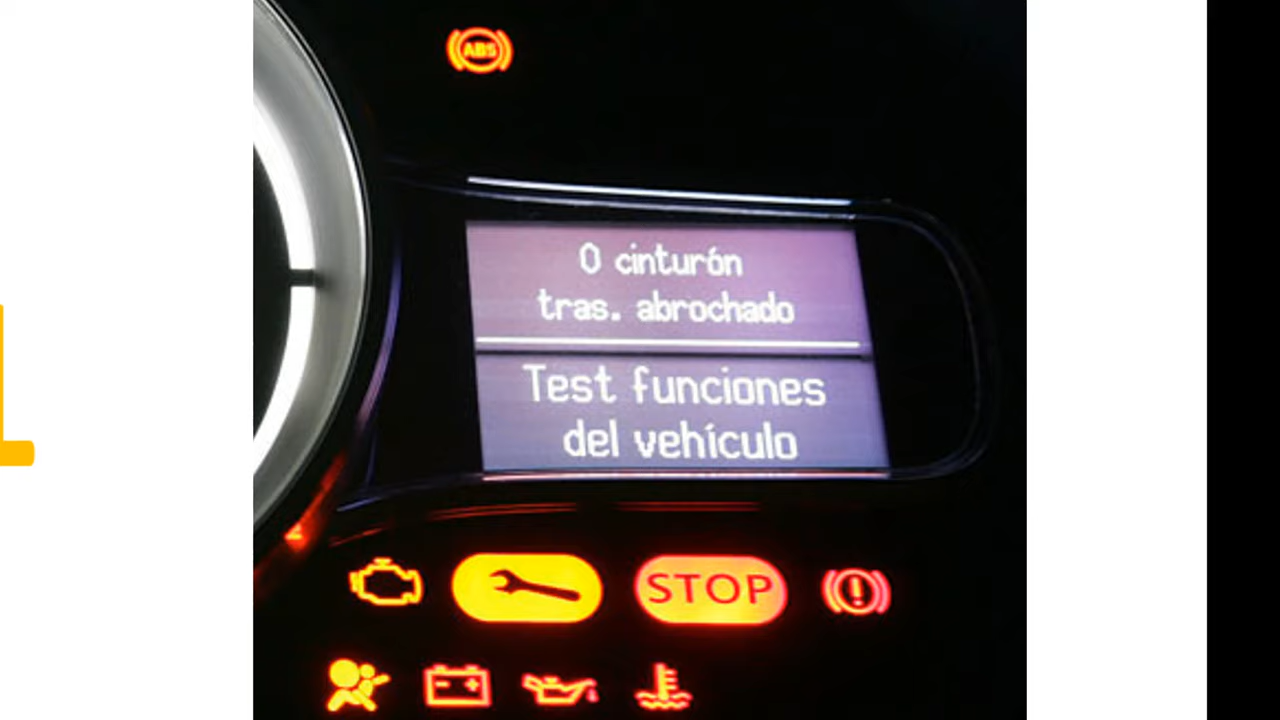 ABS
0 cinturón
tras. abrochado
Test funciones
del vehículo
STOP